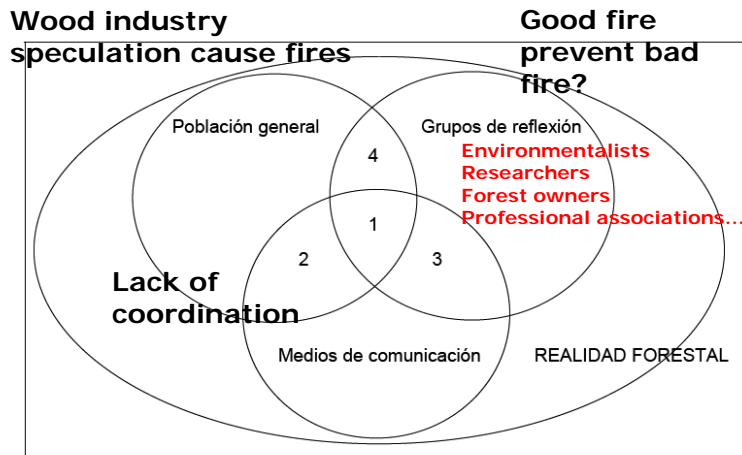 Wood industry
speculation cause fires
Good fire
prevent bad
fire?
Población general
Grupos de reflexión
4
Environmentalists
Researchers
Forest owners
Professional associations...
1
2
3
Lack of
coordination
Medios de comunicación
REALIDAD FORESTAL